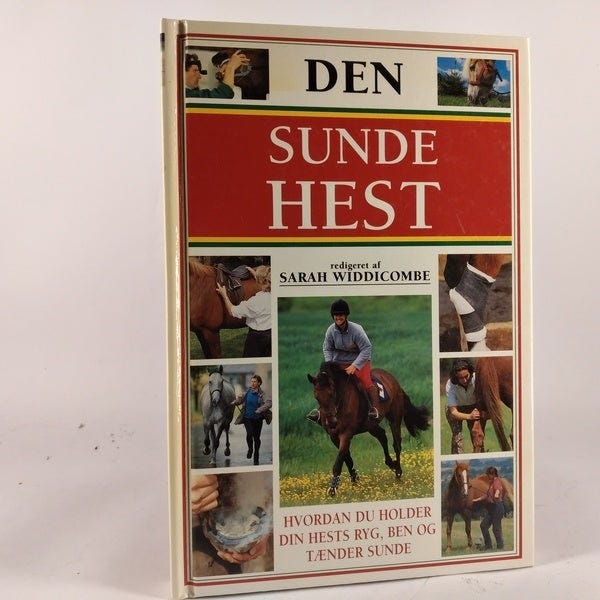 DEN
SUNDE
HEST
redigeret af
SARAH WIDDICOMBE
HVORDAN DU HOLDER
DIN HESTS RYG, BEN OG
TÆNDER SUNDE